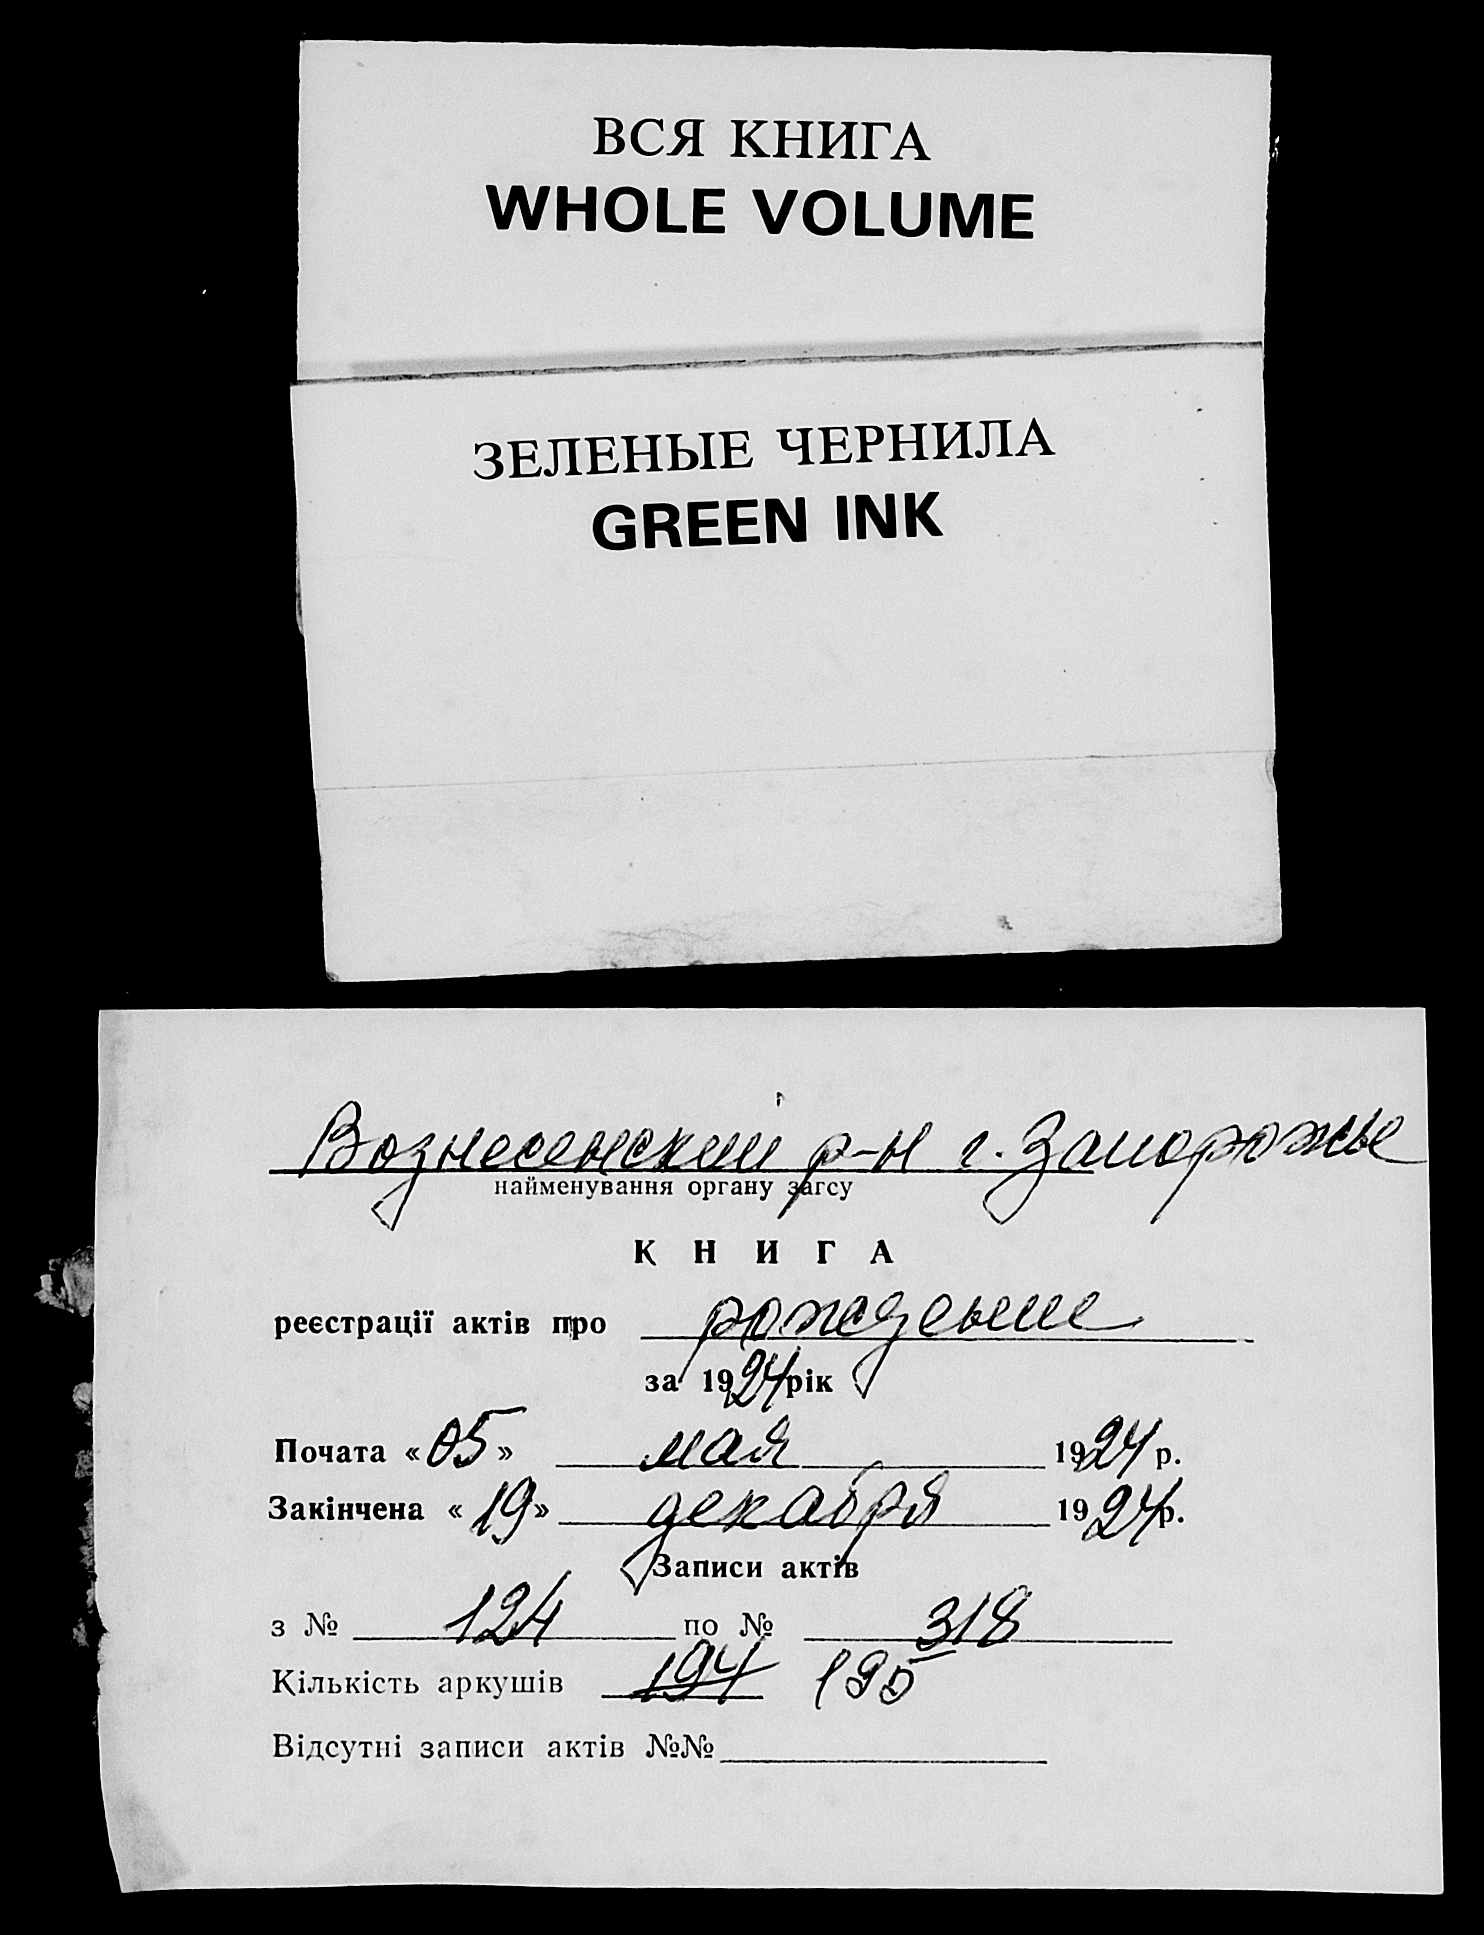 ВСЯ КНИГА
WHOLE VOLUME
ЗЕЛЕНЫЕ ЧЕРНИЛА
GREEN INK
Вознесенский р-н г. Запорожье
найменування органу загсу
КНИГА
реєстрації актів про рождение
за 1924 рік
Почата «05» мая 1924 р.
Закінчена «19» декабря 1924 р.
Записи актів
з № 124 по № 318
Кількість аркушів 194 195
Відсутні записи актів №№